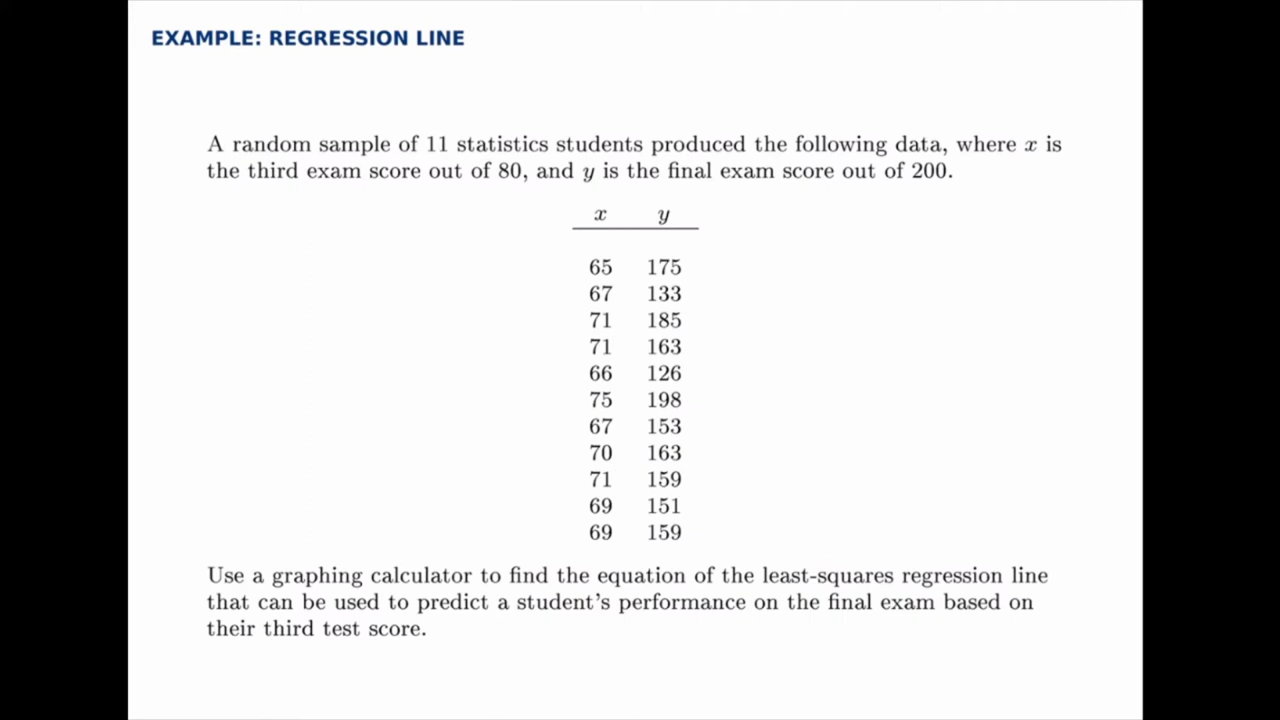 EXAMPLE: REGRESSION LINE
A random sample of 11 statistics students produced the following data, where x is
the third exam score out of 80, and y is the final exam score out of 200.
x y
65 175
67 133
71 185
71 163
66 126
75 198
67 153
70 163
71 159
69 151
69 159
Use a graphing calculator to find the equation of the least-squares regression line
that can be used to predict a student's performance on the final exam based on
their third test score.